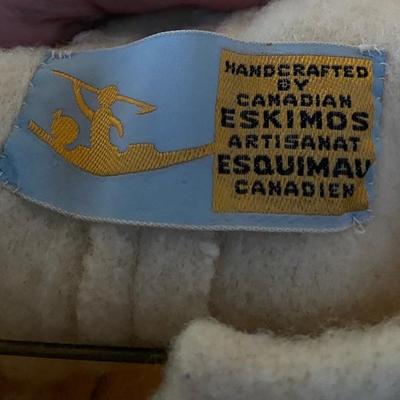 HANDCRAFTED
BY
CANADIAN
ESKIMOS
ARTISANAT
ESQUIMAU
CANADIEN